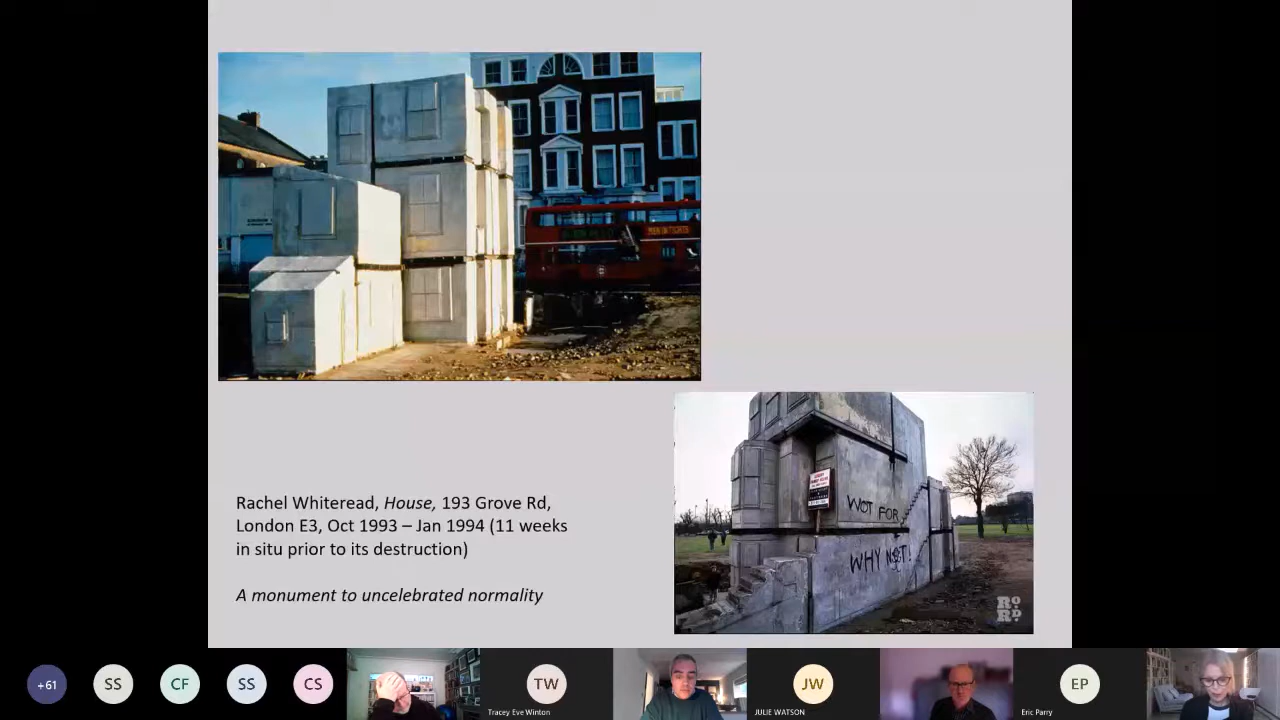 WOT FOR
WHY NOT!
RO.
RD.
Rachel Whiteread, House, 193 Grove Rd,
London E3, Oct 1993 – Jan 1994 (11 weeks
in situ prior to its destruction)
A monument to uncelebrated normality
+61
SS
CF
SS
CS
TW
Tracey Eve Winton
JW
JULIE WATSON
EP
Eric Parry